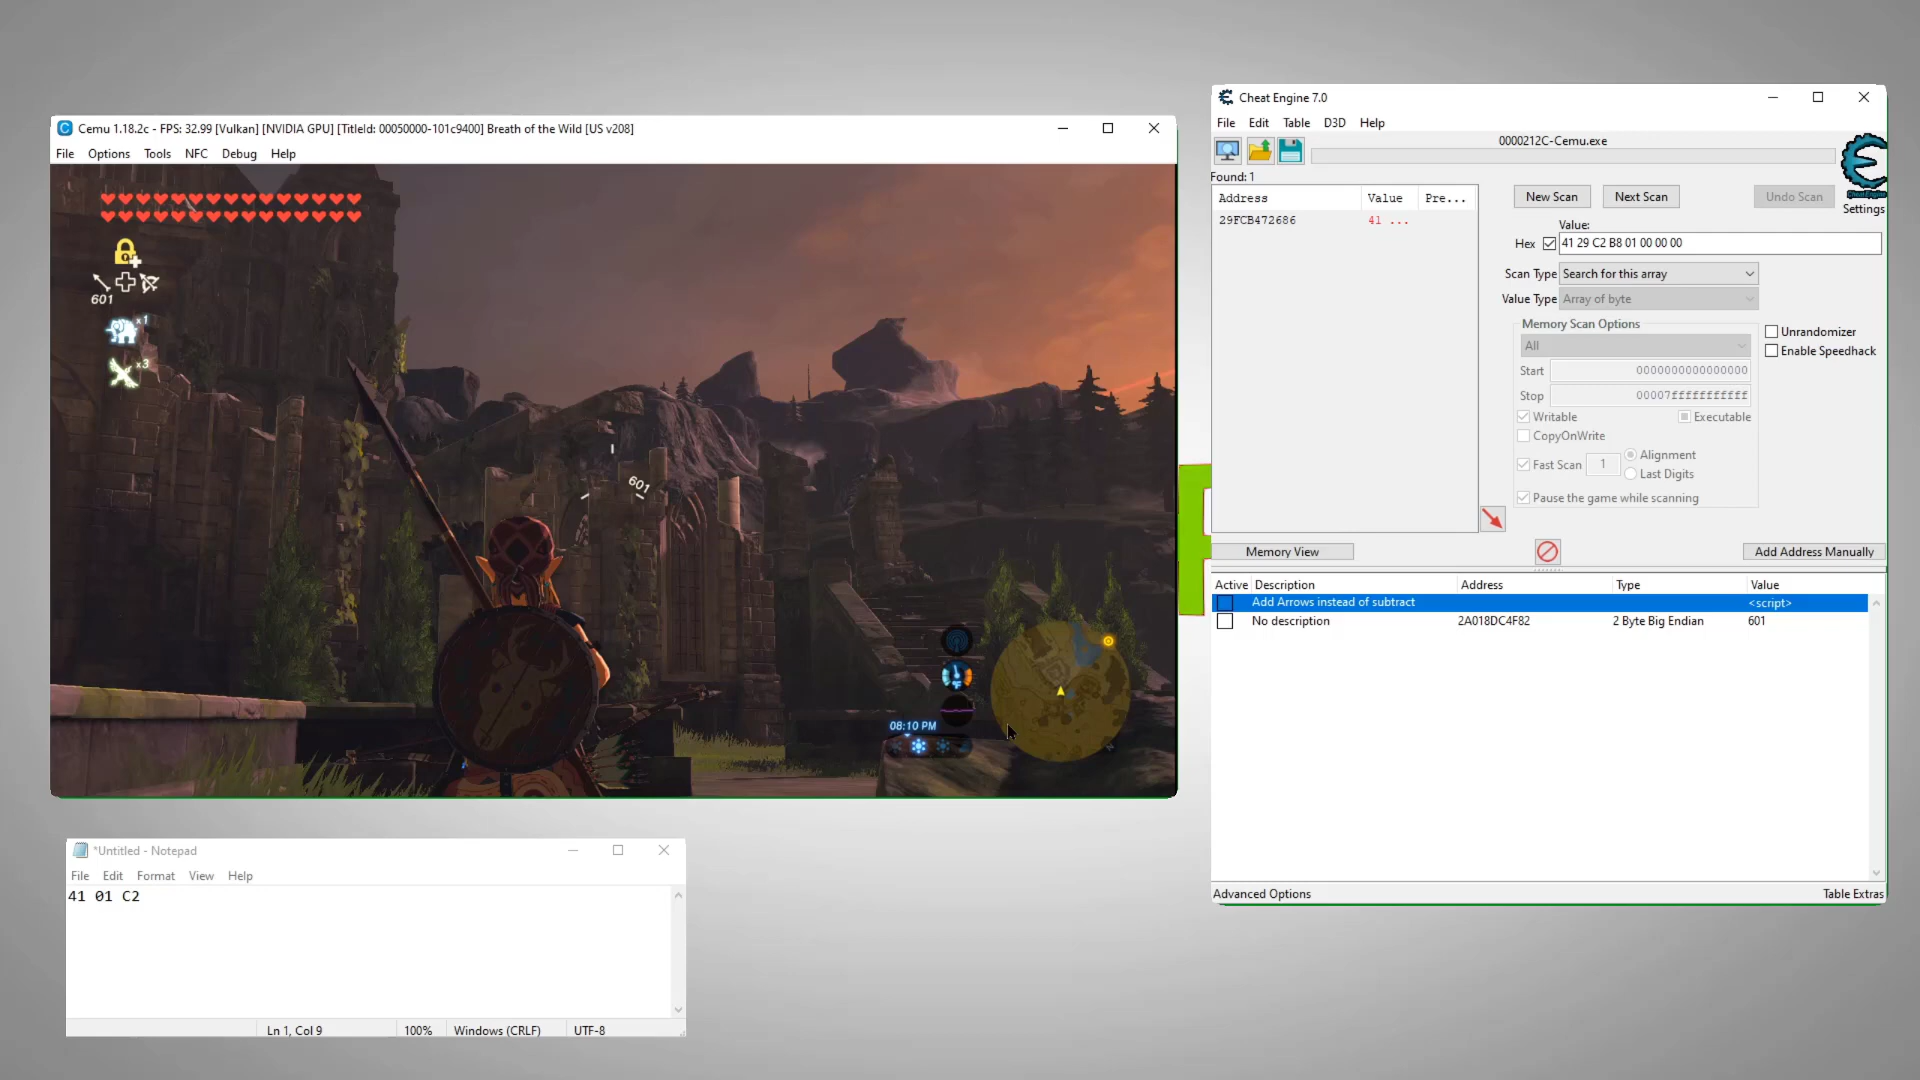 Cemu 1.18.2c - FPS: 32.99 [Vulkan] [NVIDIA GPU] [TitleId: 00050000-101c9400] Breath of the Wild [US v208]
File Options Tools NFC Debug Help
601
x1
x3
601
08:10 PM
*Untitled - Notepad
File Edit Format View Help
41 01 C2
Ln 1, Col 9 100% Windows (CRLF) UTF-8
Cheat Engine 7.0
File Edit Table D3D Help
0000212C-Cemu.exe
Found: 1
Address Value Pre...
29FCB472686 41 ...
New Scan Next Scan Undo Scan
Cheat Engine
Settings
Value:
Hex 41 29 C2 B8 01 00 00 00
Scan Type Search for this array
Value Type Array of byte
Memory Scan Options
All
Start 0000000000000000
Stop 00007fffffffffff
Writable Executable
CopyOnWrite
Fast Scan 1 Alignment
Last Digits
Pause the game while scanning
Unrandomizer
Enable Speedhack
Memory View Add Address Manually
Active Description Address Type Value
Add Arrows instead of subtract <script>
No description 2A018DC4F82 2 Byte Big Endian 601
Advanced Options Table Extras